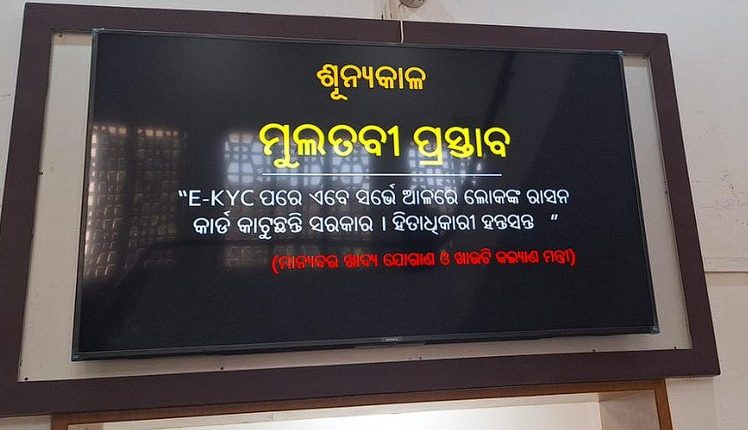 ଶୂନ୍ୟକାଳ
ମୁଲତବୀ ପ୍ରସ୍ତାବ
“E-KYC ପରେ ଏବେ ସର୍ଭେ ଆଳରେ ଲୋକଙ୍କ ରାସନ
କାର୍ଡ କାଟୁଛନ୍ତି ସରକାର । ହିତାଧିକାରୀ ହନ୍ତସନ୍ତ ”
(ମାନ୍ୟବର ଖାଦ୍ୟ ଯୋଗାଣ ଓ ଖାଉଟି କଲ୍ୟାଣ ମନ୍ତ୍ରୀ)